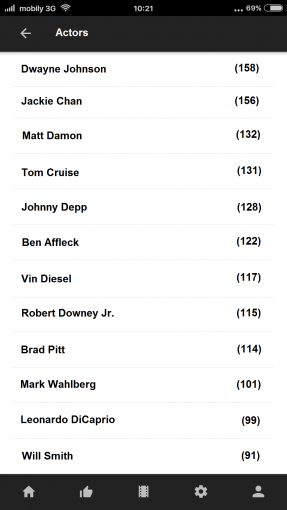 mobily 3G 10:21 ... 69%
Actors
Dwayne Johnson (158)
Jackie Chan (156)
Matt Damon (132)
Tom Cruise (131)
Johnny Depp (128)
Ben Affleck (122)
Vin Diesel (117)
Robert Downey Jr. (115)
Brad Pitt (114)
Mark Wahlberg (101)
Leonardo DiCaprio (99)
Will Smith (91)